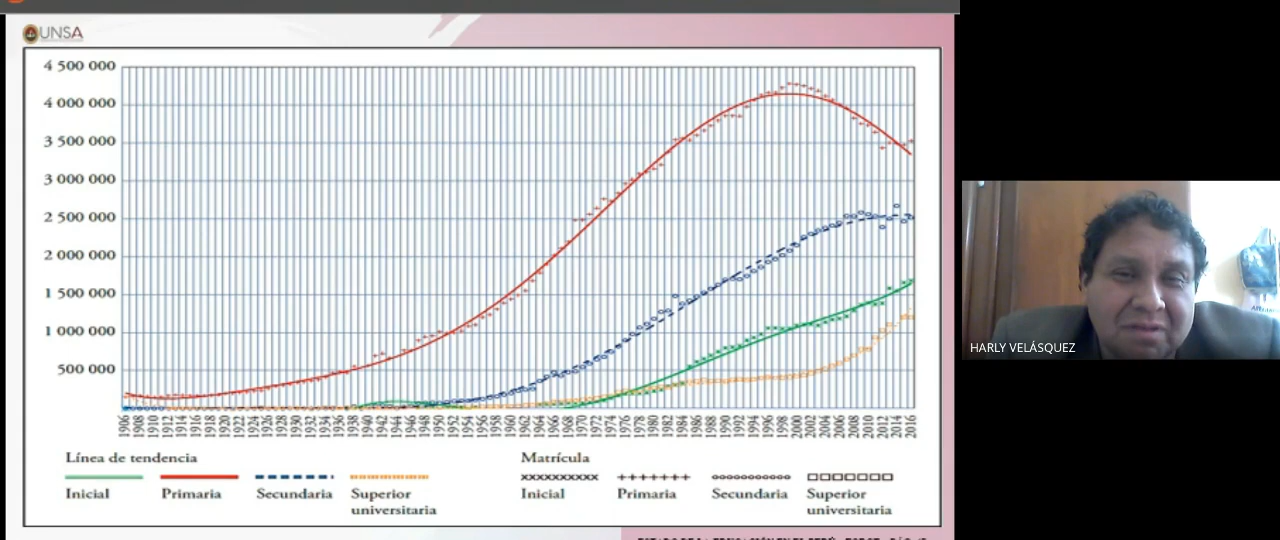 UNSA
4 500 000
4 000 000
3 500 000
3 000 000
2 500 000
2 000 000
1 500 000
1 000 000
500 000
1906 1908 1910 1912 1914 1916 1918 1920 1922 1924 1926 1928 1930 1932 1934 1936 1938 1940 1942 1944 1946 1948 1950 1952 1954 1956 1958 1960 1962 1964 1966 1968 1970 1972 1974 1976 1978 1980 1982 1984 1986 1988 1990 1992 1994 1996 1998 2000 2002 2004 2006 2008 2010 2012 2014 2016
Línea de tendencia
Inicial Primaria Secundaria Superior universitaria
Matrícula
Inicial Primaria Secundaria Superior universitaria
HARLY VELÁSQUEZ